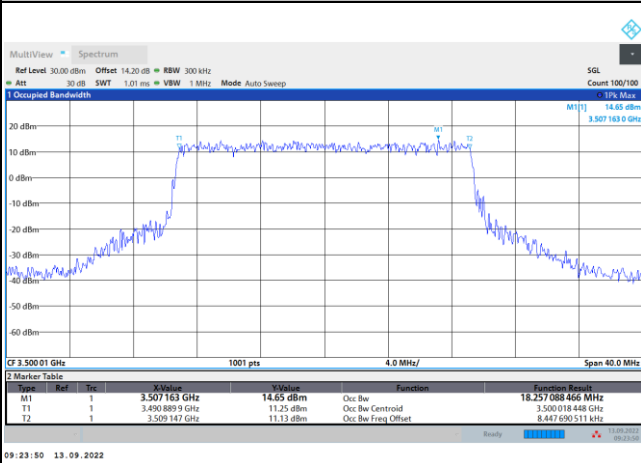 MultiView Spectrum
Ref Level 30.00 dBm Offset 14.20 dB RBW 300 kHz SGL
Att 30 dB SWT 1.01 ms VBW 1 MHz Mode Auto Sweep Count 100/100
1 Occupied Bandwidth 1Pk Max
M1[1] 14.65 dBm
3.507 163 0 GHz
20 dBm
T1 M1 T2
10 dBm
0 dBm
-10 dBm
-20 dBm
-30 dBm
-40 dBm
-50 dBm
-60 dBm
CF 3.500 01 GHz 1001 pts 4.0 MHz/ Span 40.0 MHz
2 Marker Table
Type Ref Trc X-Value Y-Value Function Function Result
M1 1 3.507 163 GHz 14.65 dBm Occ Bw 18.257 088 466 MHz
T1 1 3.490 889 9 GHz 11.25 dBm Occ Bw Centroid 3.500 018 448 GHz
T2 1 3.509 147 GHz 11.13 dBm Occ Bw Freq Offset 8.447 690 511 kHz
Ready 13.09.2022
09:23:50
09:23:50 13.09.2022